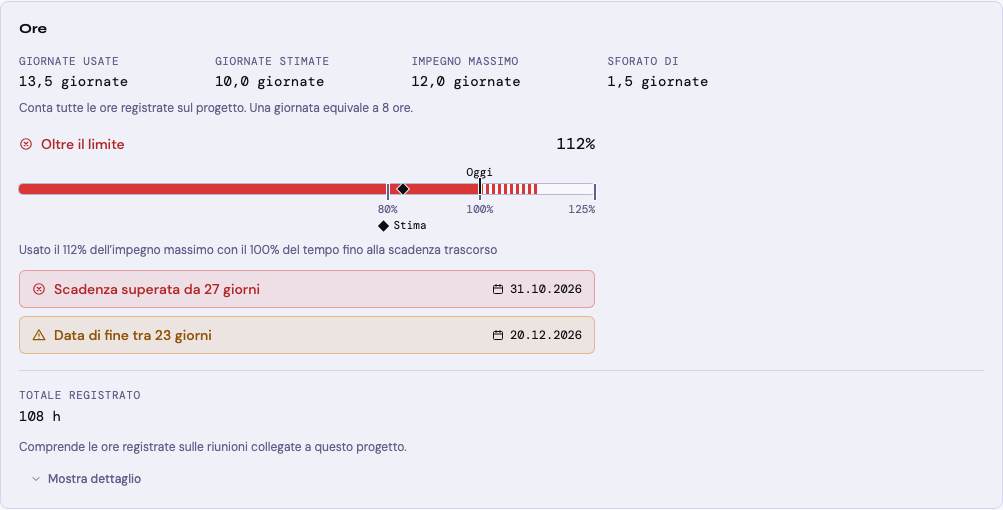 Ore
GIORNATE USATE
13,5 giornate
GIORNATE STIMATE
10,0 giornate
IMPEGNO MASSIMO
12,0 giornate
SFORATO DI
1,5 giornate
Conta tutte le ore registrate sul progetto. Una giornata equivale a 8 ore.
Oltre il limite
112%
Oggi
80%
100%
125%
Stima
Usato il 112% dell'impegno massimo con il 100% del tempo fino alla scadenza trascorso
Scadenza superata da 27 giorni
31.10.2026
Data di fine tra 23 giorni
20.12.2026
TOTALE REGISTRATO
108 h
Comprende le ore registrate sulle riunioni collegate a questo progetto.
Mostra dettaglio